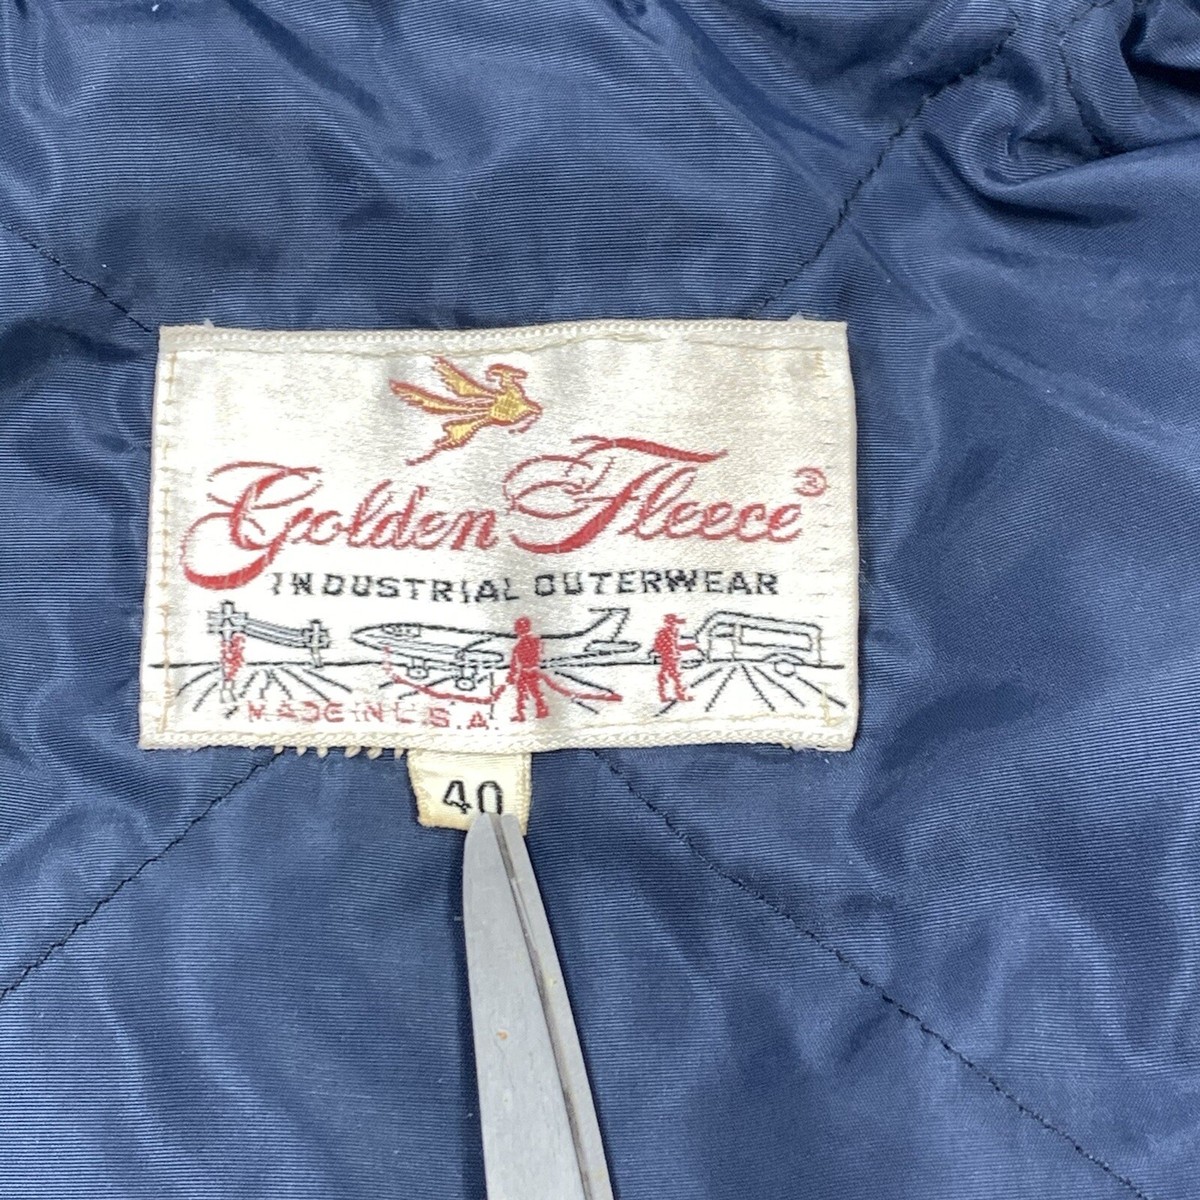 Golden Fleece®
INDUSTRIAL OUTERWEAR
MADE IN U.S.A.
40